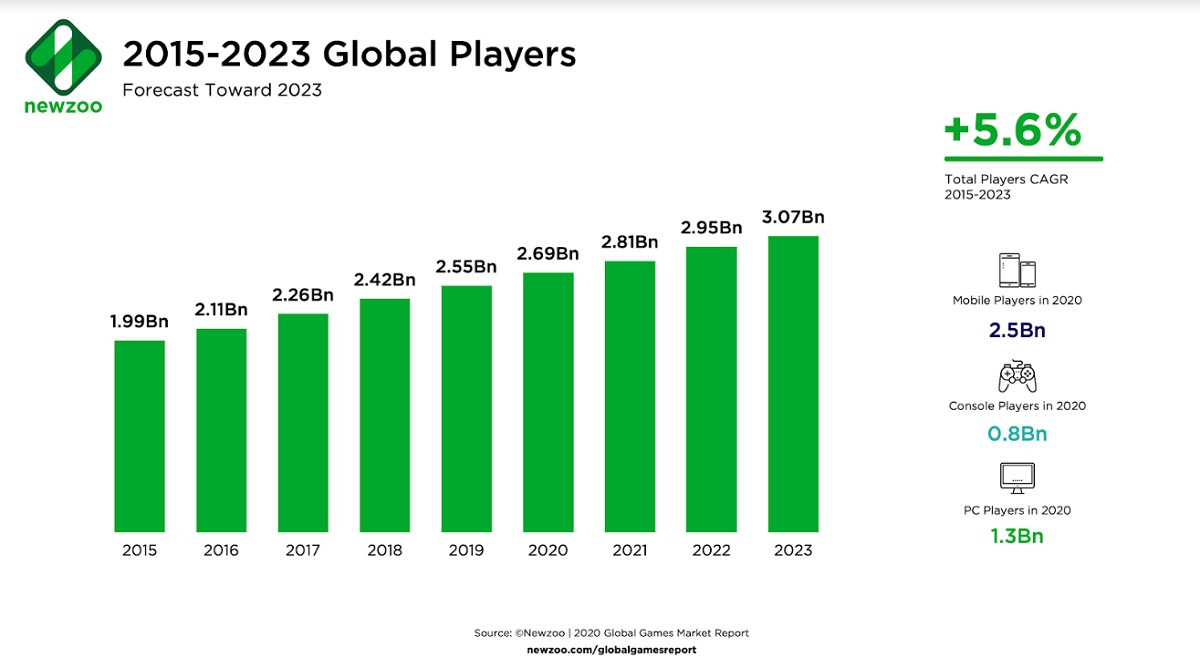 newzoo
2015-2023 Global Players
Forecast Toward 2023
1.99Bn
2.11Bn
2.26Bn
2.42Bn
2.55Bn
2.69Bn
2.81Bn
2.95Bn
3.07Bn
2015
2016
2017
2018
2019
2020
2021
2022
2023
+5.6%
Total Players CAGR
2015-2023
Mobile Players in 2020
2.5Bn
Console Players in 2020
0.8Bn
PC Players in 2020
1.3Bn
Source: ©Newzoo | 2020 Global Games Market Report
newzoo.com/globalgamesreport